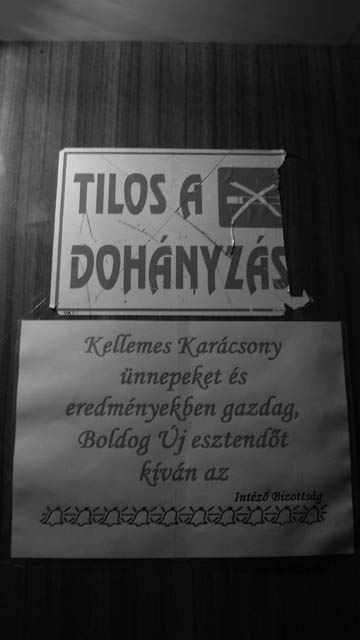 TILOS A
DOHÁNYZÁS
Kellemes Karácsony
ünnepeket és
eredményekben gazdag,
Boldog Új esztendőt
kíván az
Intéző Bizottság